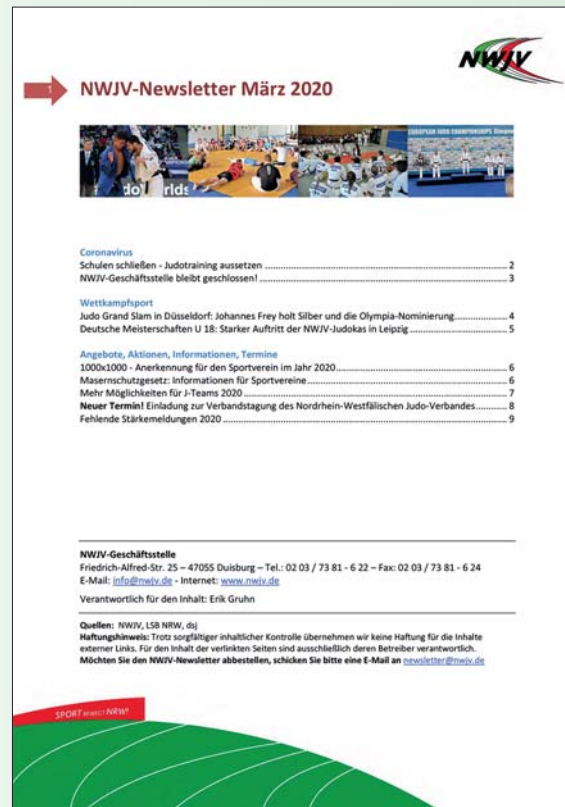 NWJV
1 NWJV-Newsletter März 2020
Coronavirus
Schulen schließen - Judotraining aussetzen ........ 2
NWJV-Geschäftsstelle bleibt geschlossen! ........ 3
Wettkampfsport
Judo Grand Slam in Düsseldorf: Johannes Frey holt Silber und die Olympia-Nominierung ........ 4
Deutsche Meisterschaften U 18: Starker Auftritt der NWJV-Judokas in Leipzig ........ 5
Angebote, Aktionen, Informationen, Termine
1000x1000 - Anerkennung für den Sportverein im Jahr 2020 ........ 6
Masernschutzgesetz: Informationen für Sportvereine ........ 6
Mehr Möglichkeiten für J-Teams 2020 ........ 7
Neuer Termin! Einladung zur Verbandstagung des Nordrhein-Westfälischen Judo-Verbandes ........ 8
Fehlende Stärkemeldungen 2020 ........ 9
NWJV-Geschäftsstelle
Friedrich-Alfred-Str. 25 – 47055 Duisburg – Tel.: 02 03 / 73 81 - 6 22 – Fax: 02 03 / 73 81 - 6 24
E-Mail: info@nwjv.de - Internet: www.nwjv.de
Verantwortlich für den Inhalt: Erik Gruhn
Quellen: NWJV, LSB NRW, dsj
Haftungshinweis: Trotz sorgfältiger inhaltlicher Kontrolle übernehmen wir keine Haftung für die Inhalte
externer Links. Für den Inhalt der verlinkten Seiten sind ausschließlich deren Betreiber verantwortlich.
Möchten Sie den NWJV-Newsletter abbestellen, schicken Sie bitte eine E-Mail an newsletter@nwjv.de
SPORT BEWEGT NRW!